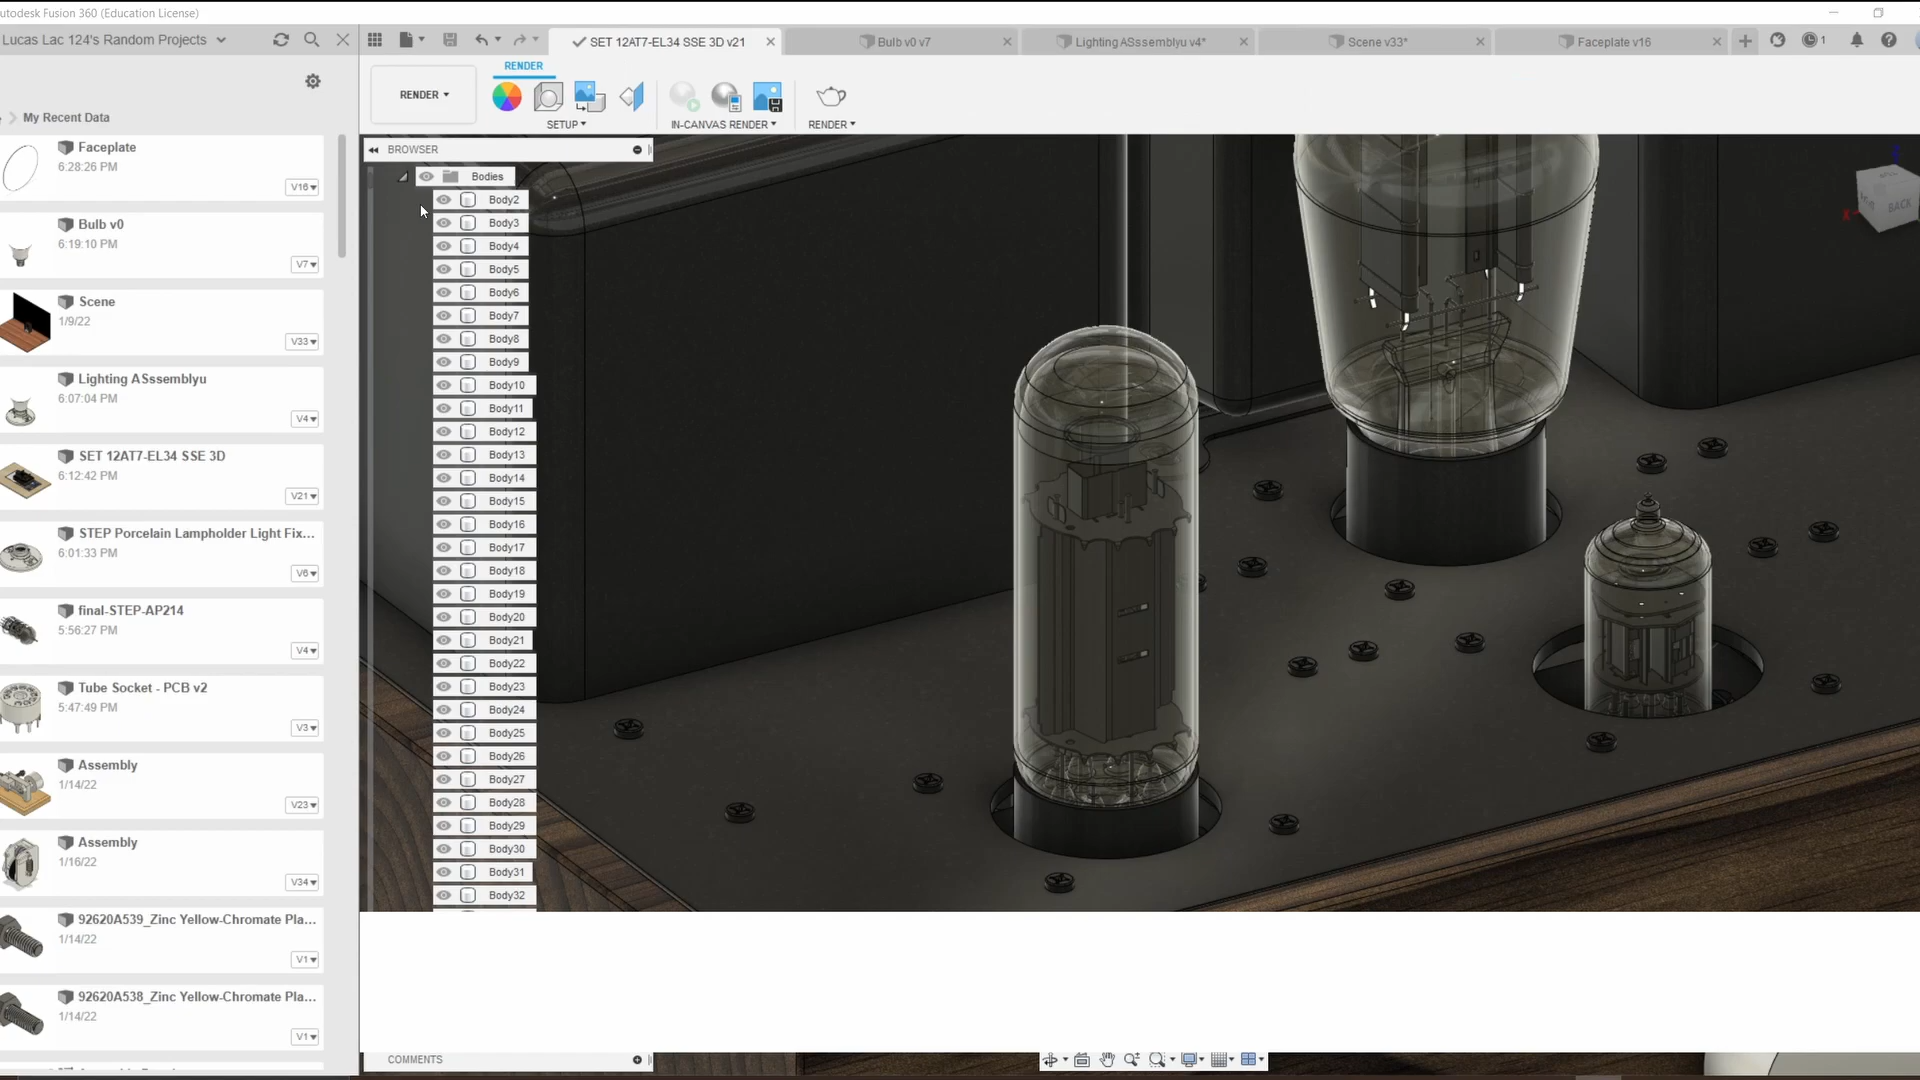 utodesk Fusion 360 (Education License)
Lucas Lac 124's Random Projects
My Recent Data
Faceplate
6:28:26 PM
V16
Bulb v0
6:19:10 PM
V7
Scene
1/9/22
V33
Lighting ASssemblyu
6:07:04 PM
V4
SET 12AT7-EL34 SSE 3D
6:12:42 PM
V21
STEP Porcelain Lampholder Light Fix...
6:01:33 PM
V6
final-STEP-AP214
5:56:27 PM
V4
Tube Socket - PCB v2
5:47:49 PM
V3
Assembly
1/14/22
V23
Assembly
1/16/22
V34
92620A539_Zinc Yellow-Chromate Pla...
1/14/22
V1
92620A538_Zinc Yellow-Chromate Pla...
1/14/22
V1
SET 12AT7-EL34 SSE 3D v21
Bulb v0 v7
Lighting ASssemblyu v4*
Scene v33*
Faceplate v16
1
RENDER
RENDER
SETUP
IN-CANVAS RENDER
RENDER
BROWSER
Bodies
Body2
Body3
Body4
Body5
Body6
Body7
Body8
Body9
Body10
Body11
Body12
Body13
Body14
Body15
Body16
Body17
Body18
Body19
Body20
Body21
Body22
Body23
Body24
Body25
Body26
Body27
Body28
Body29
Body30
Body31
Body32
BACK
X
COMMENTS